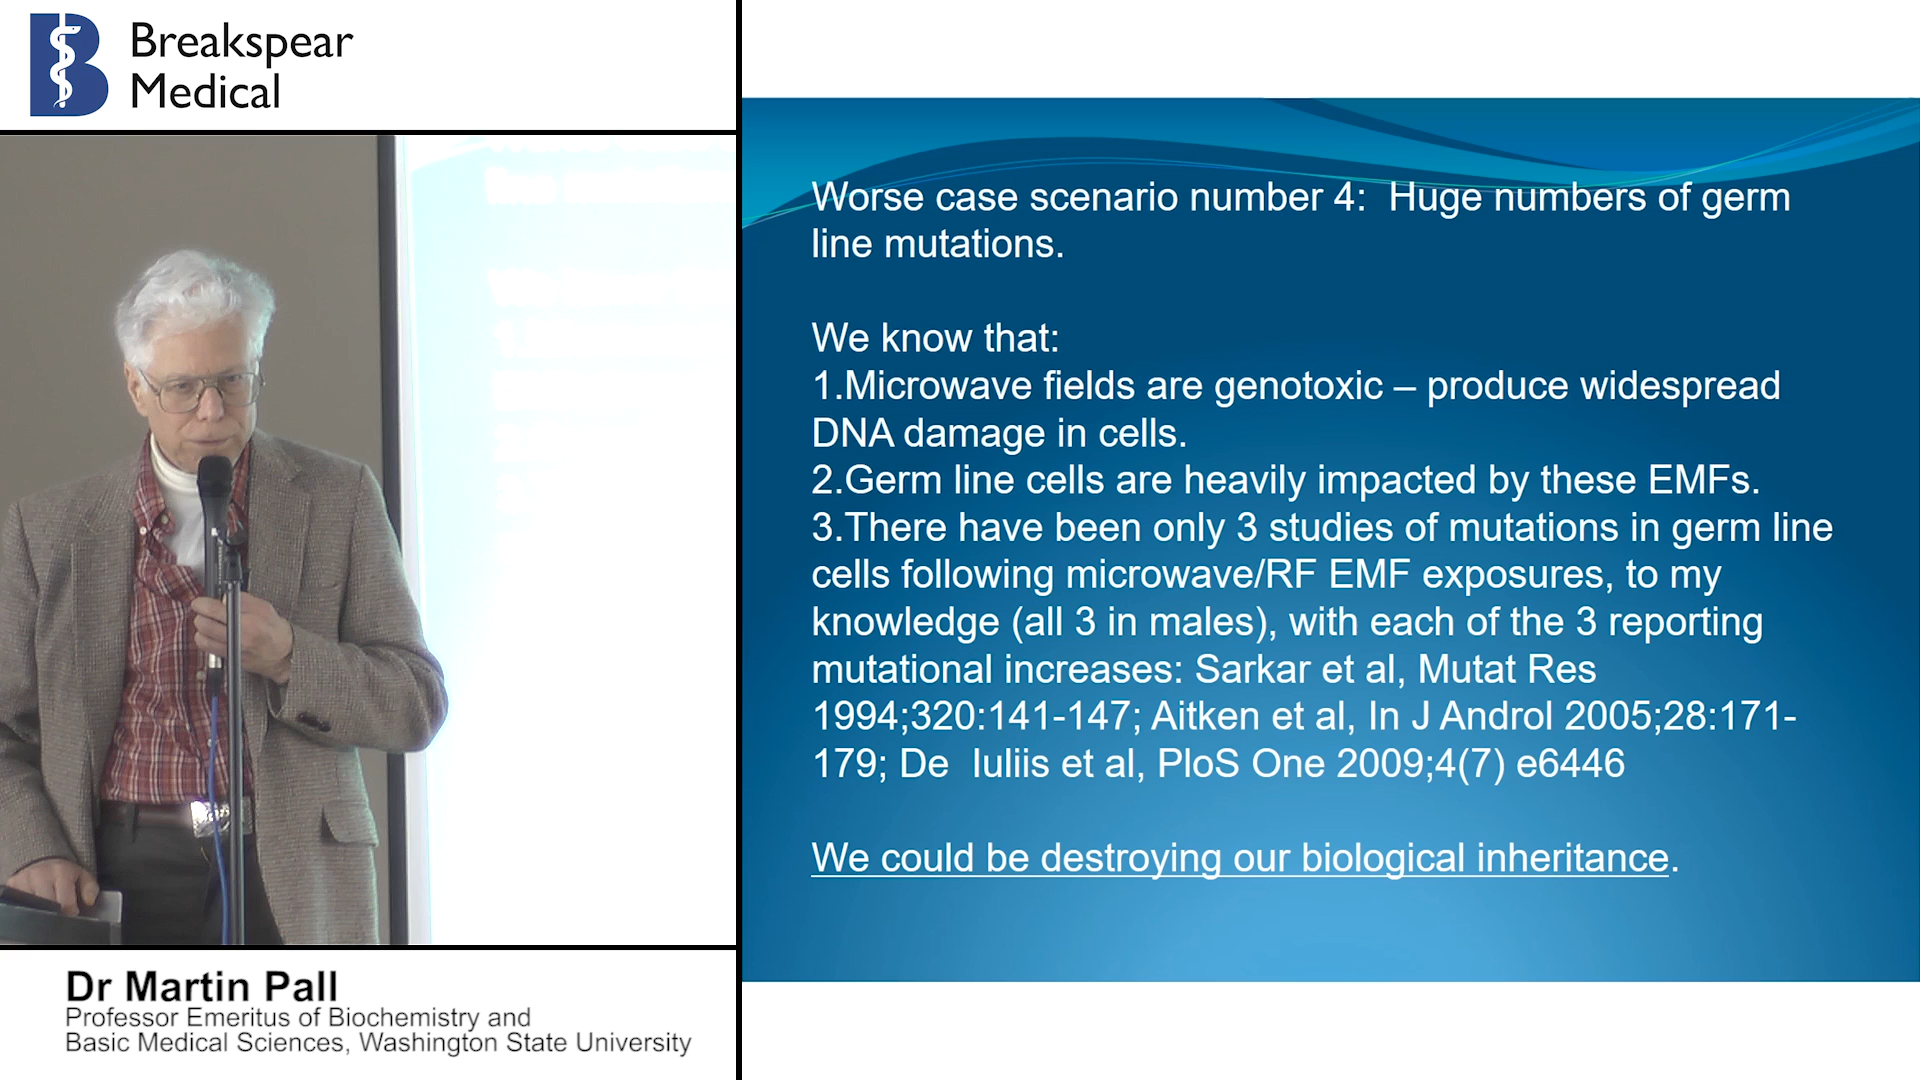 Breakspear
Medical
Worse case scenario number 4:  Huge numbers of germ
line mutations.
We know that:
1.Microwave fields are genotoxic – produce widespread
DNA damage in cells.
2.Germ line cells are heavily impacted by these EMFs.
3.There have been only 3 studies of mutations in germ line
cells following microwave/RF EMF exposures, to my
knowledge (all 3 in males), with each of the 3 reporting
mutational increases: Sarkar et al, Mutat Res
1994;320:141-147; Aitken et al, In J Androl 2005;28:171-
179; De  Iuliis et al, PloS One 2009;4(7) e6446
We could be destroying our biological inheritance.
Dr Martin Pall
Professor Emeritus of Biochemistry and
Basic Medical Sciences, Washington State University